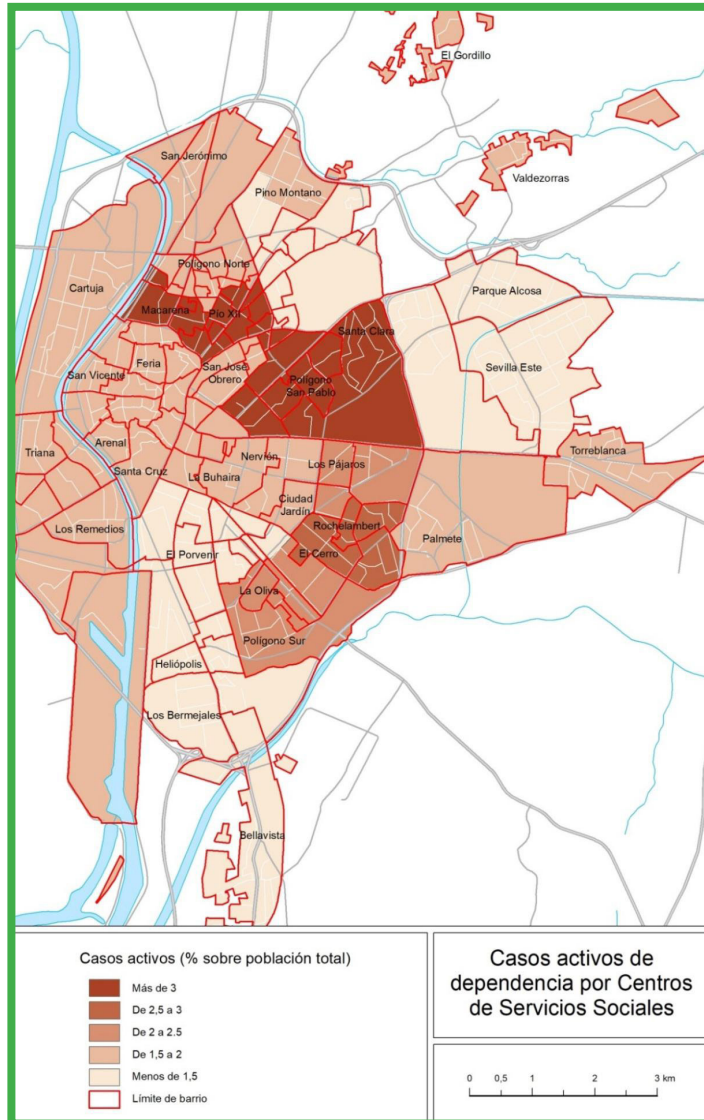 El Gordillo
San Jerónimo
Pino Montano
Valdezorras
Polígono Norte
Cartuja
Parque Alcosa
Macarena
Pío XII
Santa Clara
Feria
San José
Obrero
San Vicente
Polígono
San Pablo
Sevilla Este
Triana
Arenal
Nervión
Los Pájaros
Torreblanca
Santa Cruz
La Buhaira
Ciudad
Jardín
Los Remedios
Rochelambert
Palmete
El Porvenir
El Cerro
La Oliva
Polígono Sur
Heliópolis
Los Bermejales
Bellavista
Casos activos (% sobre población total)
Más de 3
De 2,5 a 3
De 2 a 2.5
De 1,5 a 2
Menos de 1,5
Límite de barrio
Casos activos de
dependencia por Centros
de Servicios Sociales
0 0,5 1 2 3 km